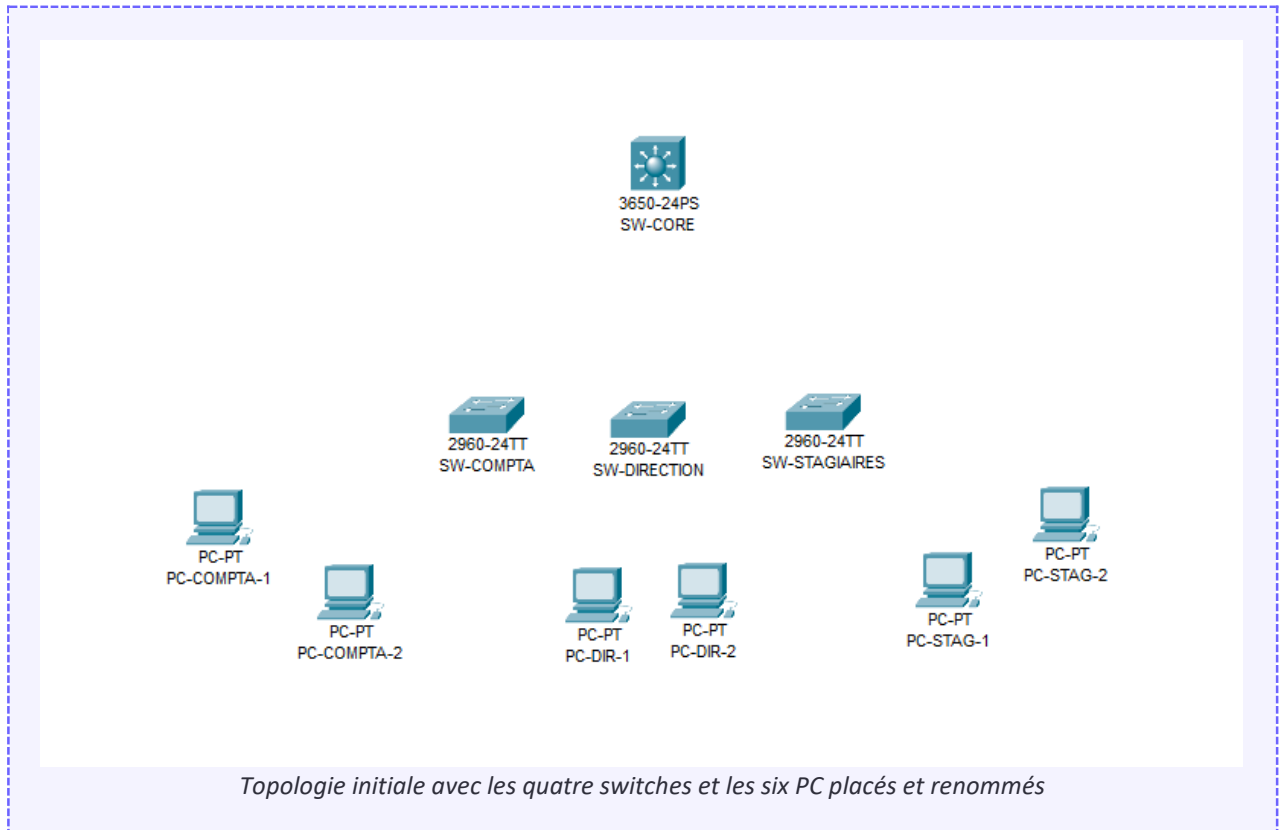 3650-24PS
SW-CORE
2960-24TT
SW-COMPTA
2960-24TT
SW-DIRECTION
2960-24TT
SW-STAGIAIRES
PC-PT
PC-COMPTA-1
PC-PT
PC-COMPTA-2
PC-PT
PC-DIR-1
PC-PT
PC-DIR-2
PC-PT
PC-STAG-1
PC-PT
PC-STAG-2
Topologie initiale avec les quatre switches et les six PC placés et renommés